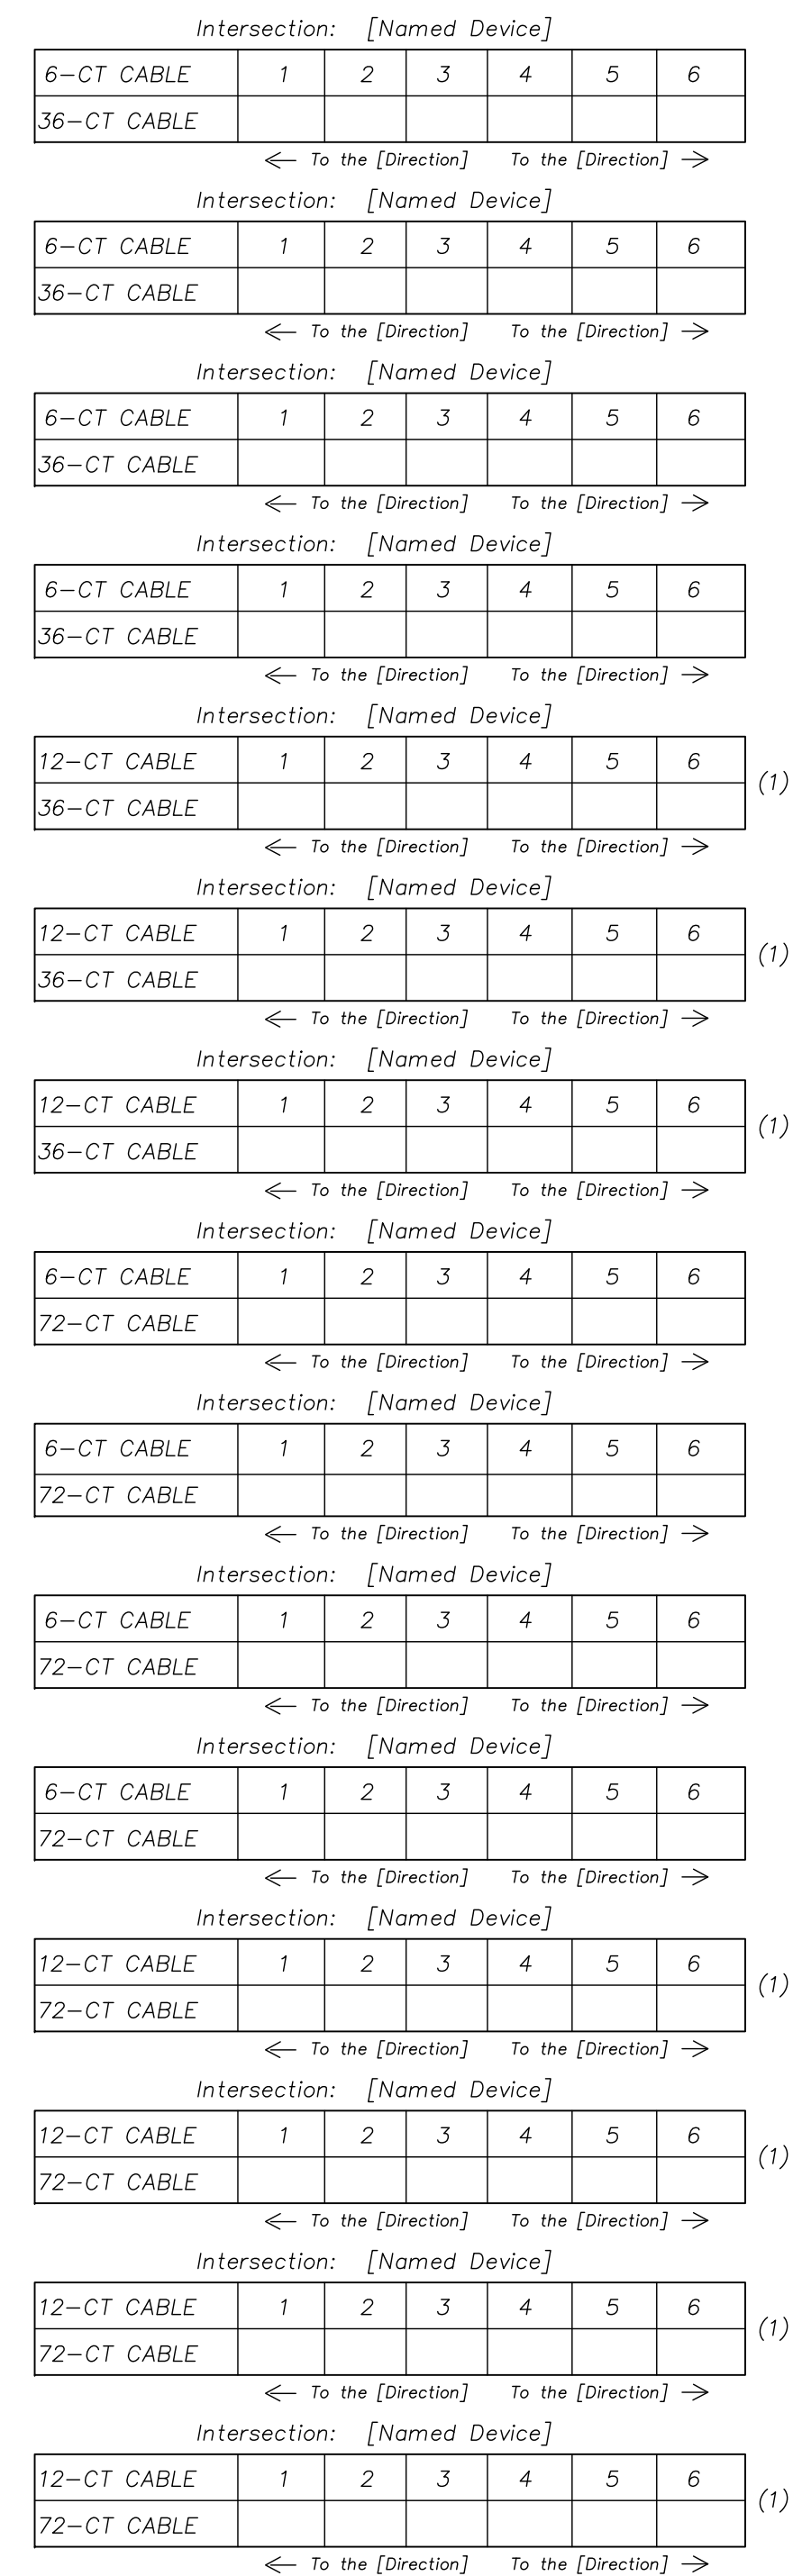 Intersection: [Named Device]
6-CT CABLE 1 2 3 4 5 6
36-CT CABLE
← To the [Direction] To the [Direction] →
Intersection: [Named Device]
6-CT CABLE 1 2 3 4 5 6
36-CT CABLE
← To the [Direction] To the [Direction] →
Intersection: [Named Device]
6-CT CABLE 1 2 3 4 5 6
36-CT CABLE
← To the [Direction] To the [Direction] →
Intersection: [Named Device]
6-CT CABLE 1 2 3 4 5 6
36-CT CABLE
← To the [Direction] To the [Direction] →
Intersection: [Named Device]
12-CT CABLE 1 2 3 4 5 6
(1)
36-CT CABLE
← To the [Direction] To the [Direction] →
Intersection: [Named Device]
12-CT CABLE 1 2 3 4 5 6
(1)
36-CT CABLE
← To the [Direction] To the [Direction] →
Intersection: [Named Device]
12-CT CABLE 1 2 3 4 5 6
(1)
36-CT CABLE
← To the [Direction] To the [Direction] →
Intersection: [Named Device]
6-CT CABLE 1 2 3 4 5 6
72-CT CABLE
← To the [Direction] To the [Direction] →
Intersection: [Named Device]
6-CT CABLE 1 2 3 4 5 6
72-CT CABLE
← To the [Direction] To the [Direction] →
Intersection: [Named Device]
6-CT CABLE 1 2 3 4 5 6
72-CT CABLE
← To the [Direction] To the [Direction] →
Intersection: [Named Device]
6-CT CABLE 1 2 3 4 5 6
72-CT CABLE
← To the [Direction] To the [Direction] →
Intersection: [Named Device]
12-CT CABLE 1 2 3 4 5 6
(1)
72-CT CABLE
← To the [Direction] To the [Direction] →
Intersection: [Named Device]
12-CT CABLE 1 2 3 4 5 6
(1)
72-CT CABLE
← To the [Direction] To the [Direction] →
Intersection: [Named Device]
12-CT CABLE 1 2 3 4 5 6
(1)
72-CT CABLE
← To the [Direction] To the [Direction] →
Intersection: [Named Device]
12-CT CABLE 1 2 3 4 5 6
(1)
72-CT CABLE
← To the [Direction] To the [Direction] →